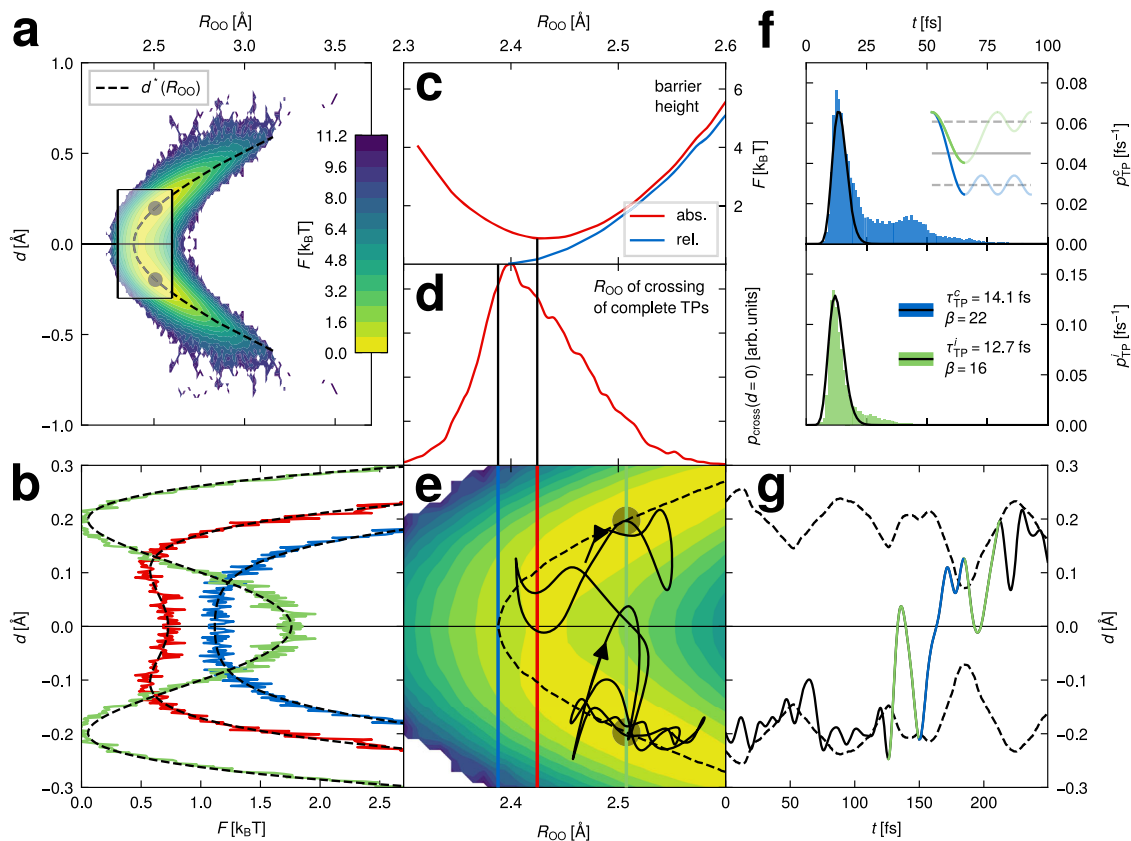 a
R_OO [Å]
2.5 3.0
1.0
0.5
0.0
−0.5
−1.0
d [Å]
d*(R_OO)
11.2
9.6
8.0
6.4
4.8
3.2
1.6
0.0
F [k_BT]
R_OO [Å]
2.3 2.4 2.5 2.6
c
barrier
height
6
4
2
F [k_BT]
abs.
rel.
d
R_OO of crossing
of complete TPs
p_cross(d = 0) [arb. units]
f
t [fs]
0 25 50 75 100
0.08
0.06
0.04
0.02
0.00
p^c_TP [fs⁻¹]
0.15
0.10
0.05
0.00
p^i_TP [fs⁻¹]
τ^c_TP = 14.1 fs
β = 22
τ^i_TP = 12.7 fs
β = 16
b
0.3
0.2
0.1
0.0
−0.1
−0.2
−0.3
d [Å]
0.0 0.5 1.0 1.5 2.0 2.5
F [k_BT]
e
2.4 2.5
R_OO [Å]
g
0.3
0.2
0.1
0.0
−0.1
−0.2
−0.3
d [Å]
0 50 100 150 200
t [fs]